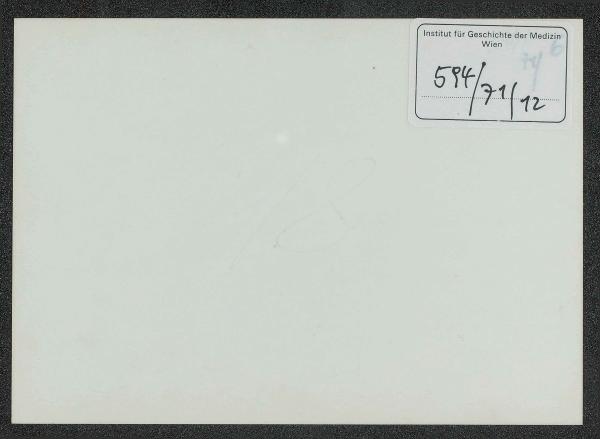 Institut für Geschichte der Medizin
Wien
594/71/12